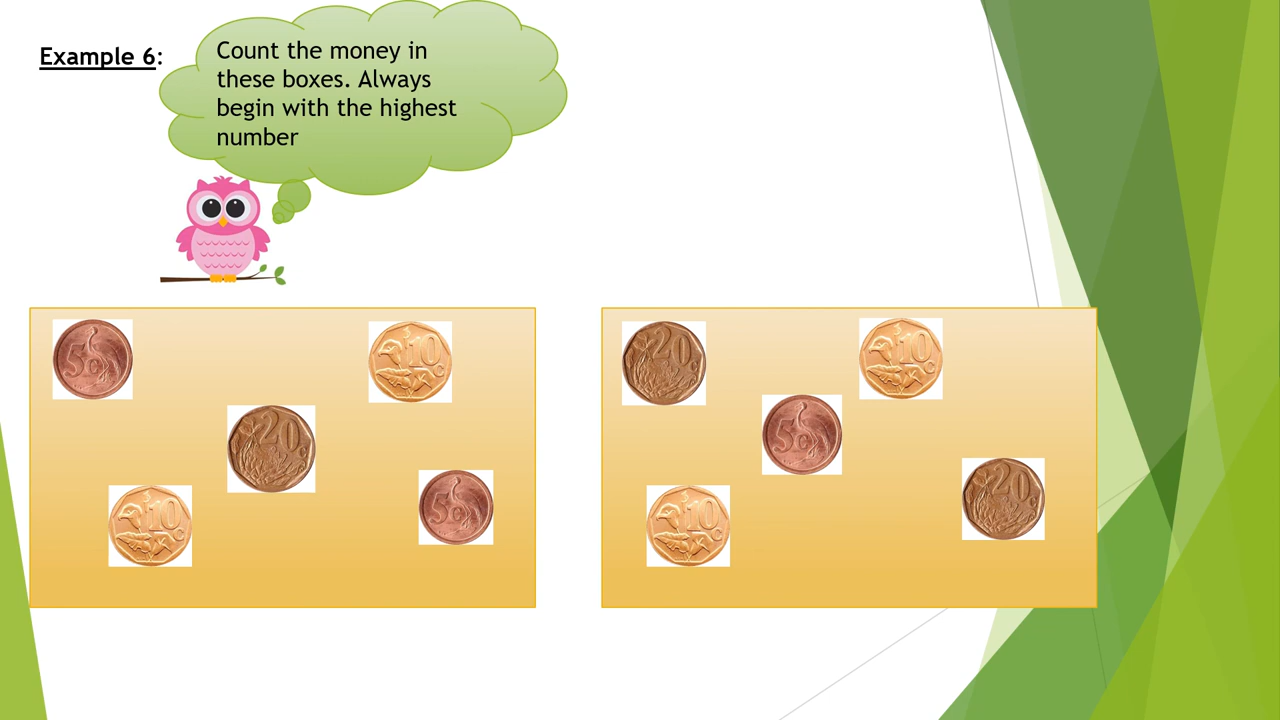 Example 6:
Count the money in
these boxes. Always
begin with the highest
number
5c
10c
20c
10c
5c
20c
10c
5c
20c
10c